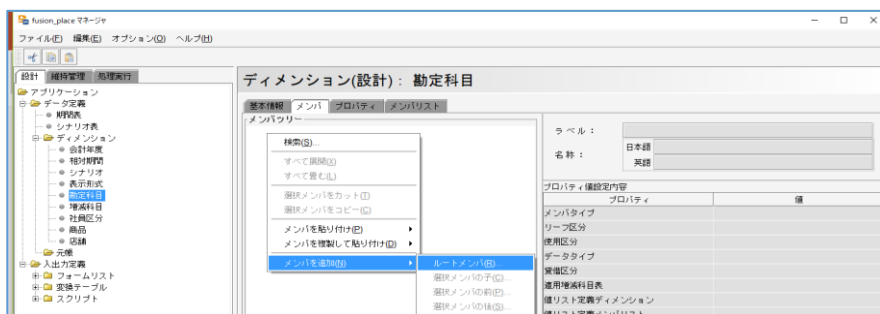 fusion_place マネージャ
ファイル(F) 編集(E) オプション(O) ヘルプ(H)
設計 維持管理 処理実行
アプリケーション
データ定義
期間表
シナリオ表
ディメンション
会計年度
相対期間
シナリオ
表示形式
勘定科目
増減科目
社員区分
商品
店舗
元帳
入出力定義
フォームリスト
変換テーブル
スクリプト
ディメンション(設計)： 勘定科目
基本情報 メンバ プロパティ メンバリスト
メンバツリー
検索(S)...
すべて展開(X)
すべて畳む(L)
選択メンバをカット(T)
選択メンバをコピー(C)
メンバを貼り付け(P)
メンバを複製して貼り付け(D)
メンバを追加(N)
ルートメンバ(R)...
選択メンバの子(C)...
選択メンバの前(P)...
選択メンバの後(S)...
ラベル：
名称： 日本語
英語
プロパティ値設定内容
プロパティ 値
メンバタイプ
リーフ区分
使用区分
データタイプ
貸借区分
適用増減科目表
値リスト定義ディメンション
値リスト定義メンバリスト